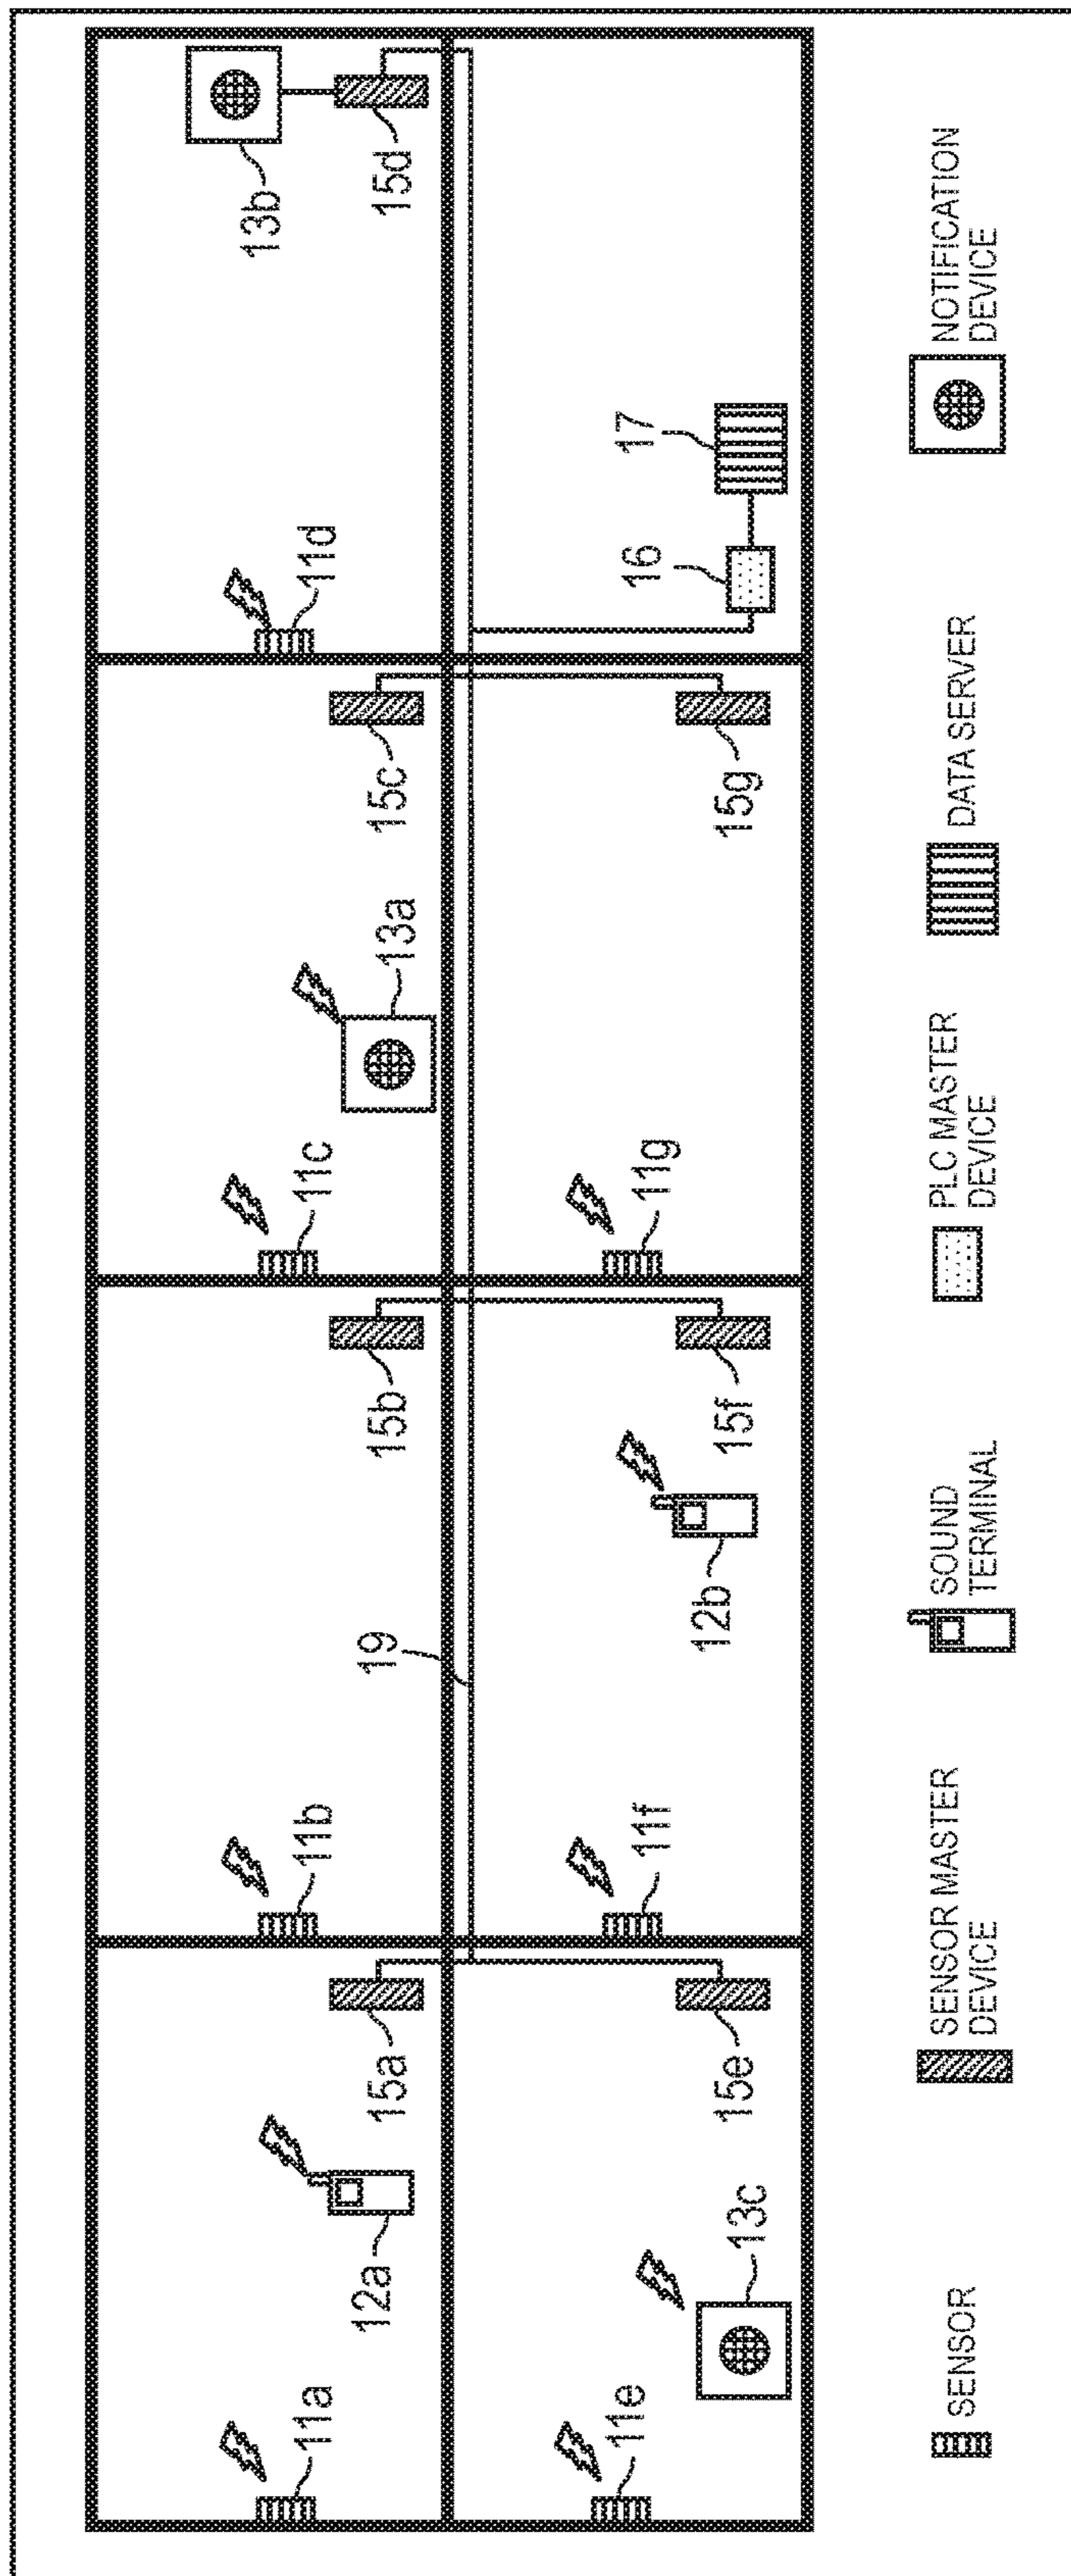 11a
12a
15a
11b
15b
11c
13a
15c
11d
13b
15d
19
11e
13c
15e
11f
12b
15f
11g
15g
16
17
SENSOR
SENSOR MASTER
DEVICE
SOUND
TERMINAL
PLC MASTER
DEVICE
DATA SERVER
NOTIFICATION
DEVICE